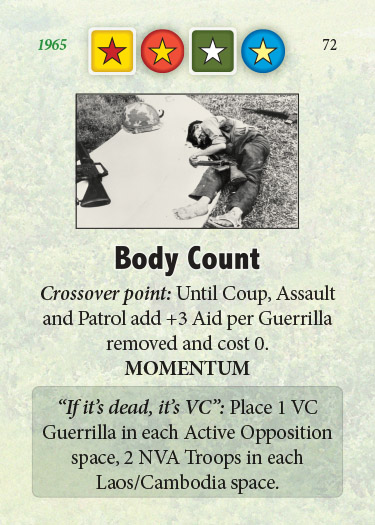 1965
72
Body Count
Crossover point: Until Coup, Assault
and Patrol add +3 Aid per Guerrilla
removed and cost 0.
MOMENTUM
“If it’s dead, it’s VC”: Place 1 VC
Guerrilla in each Active Opposition
space, 2 NVA Troops in each
Laos/Cambodia space.